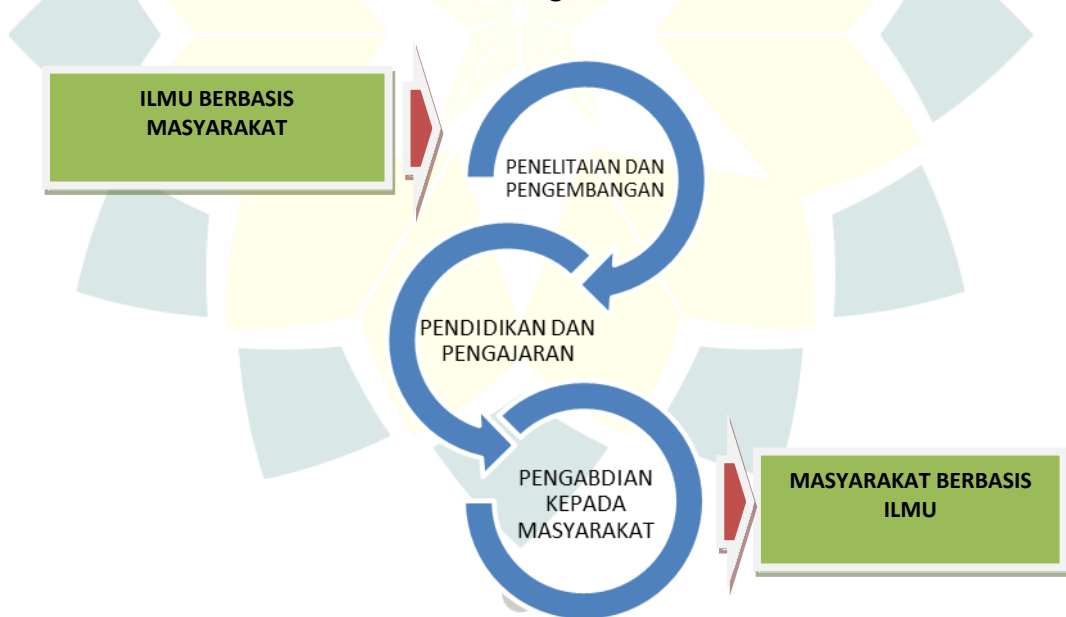 ILMU BERBASIS
MASYARAKAT
PENELITAIAN DAN
PENGEMBANGAN
PENDIDIKAN DAN
PENGAJARAN
PENGABDIAN
KEPADA
MASYARAKAT
MASYARAKAT BERBASIS
ILMU